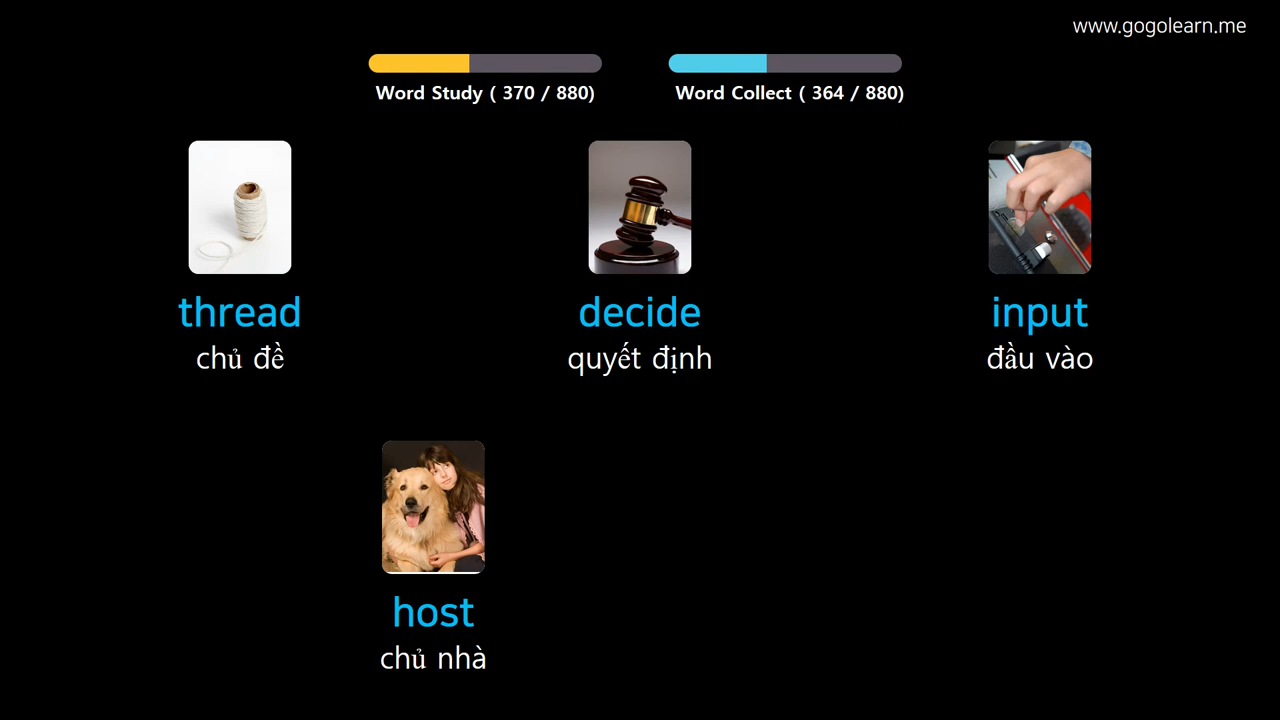 www.gogolearn.me
Word Study ( 370 / 880)
Word Collect ( 364 / 880)
thread
decide
input
chủ đề
quyết định
đầu vào
host
chủ nhà